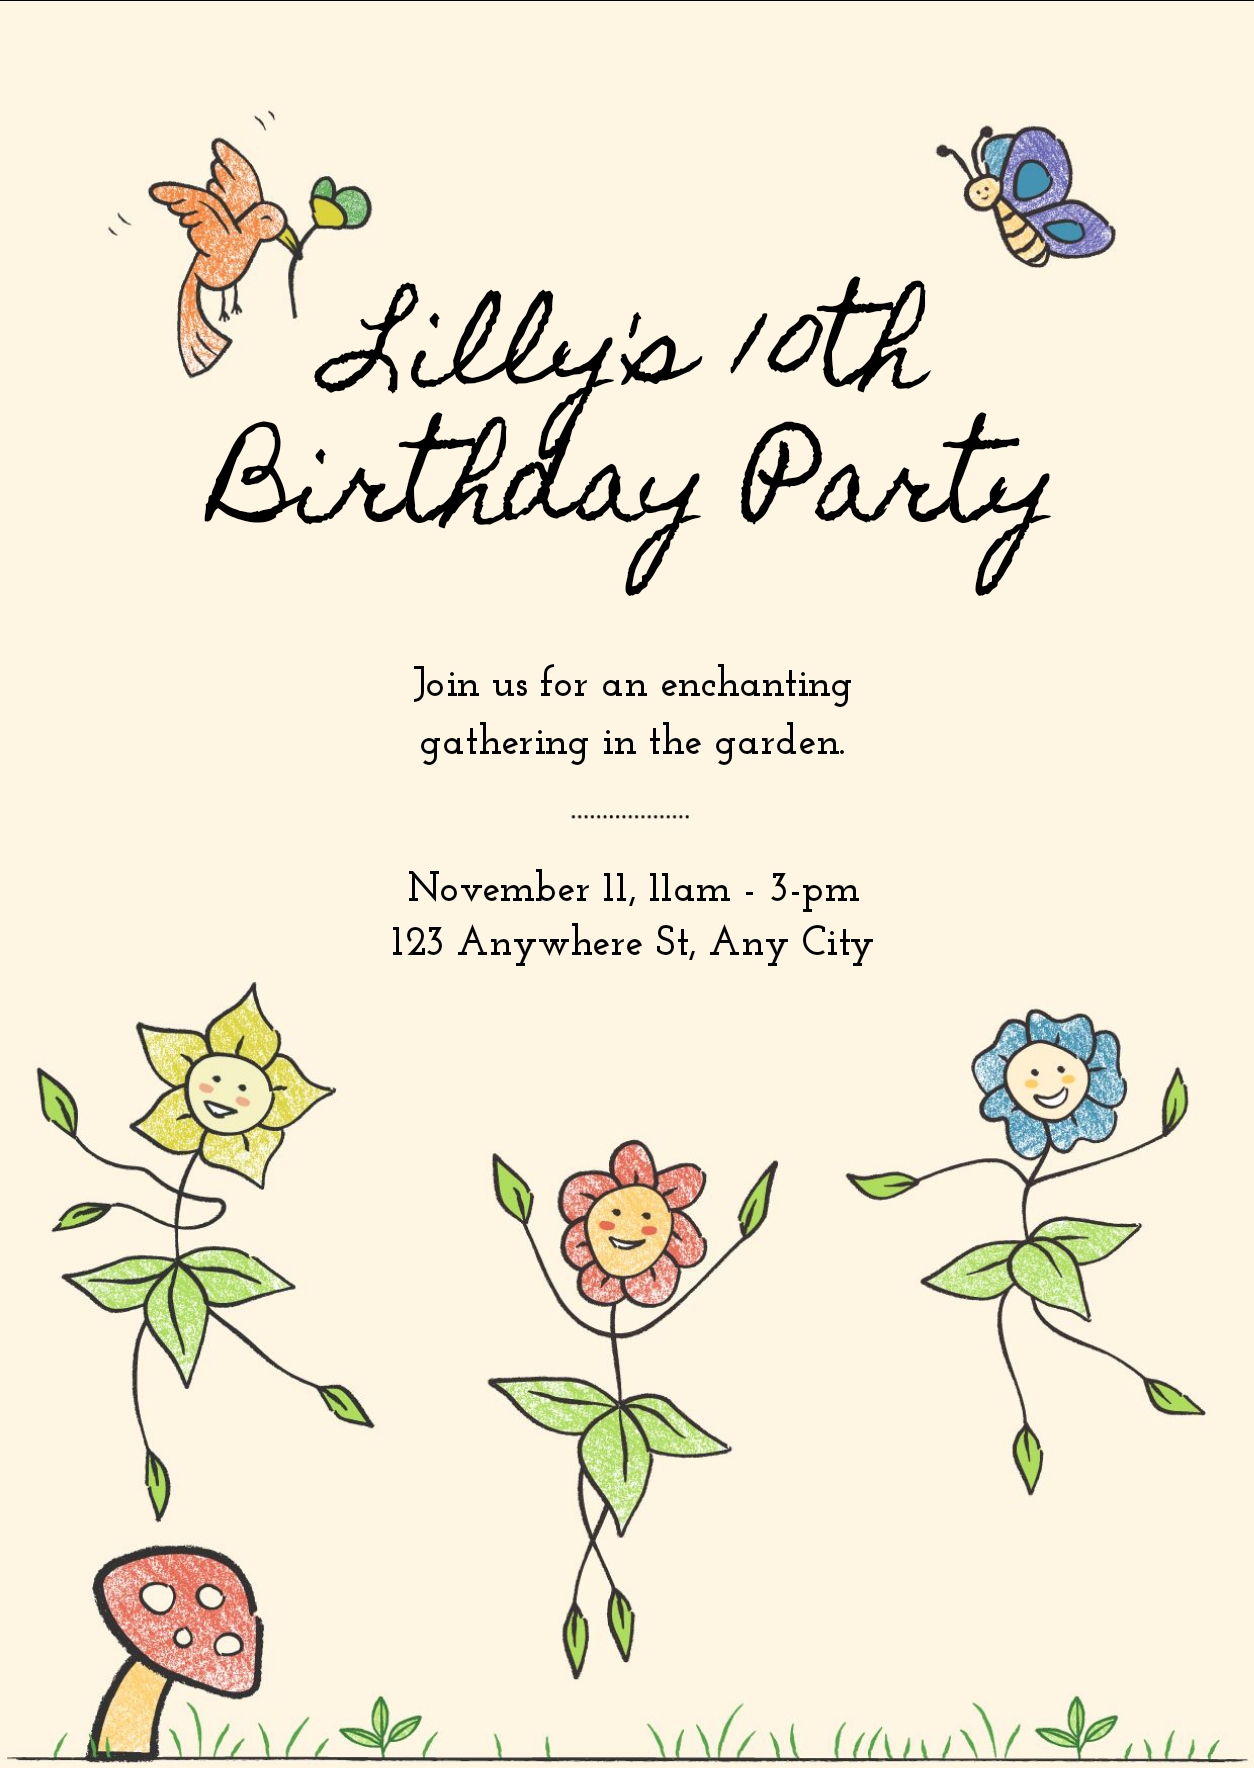 Lilly's 10th
Birthday Party
Join us for an enchanting
gathering in the garden.
November 11, 11am - 3-pm
123 Anywhere St, Any City